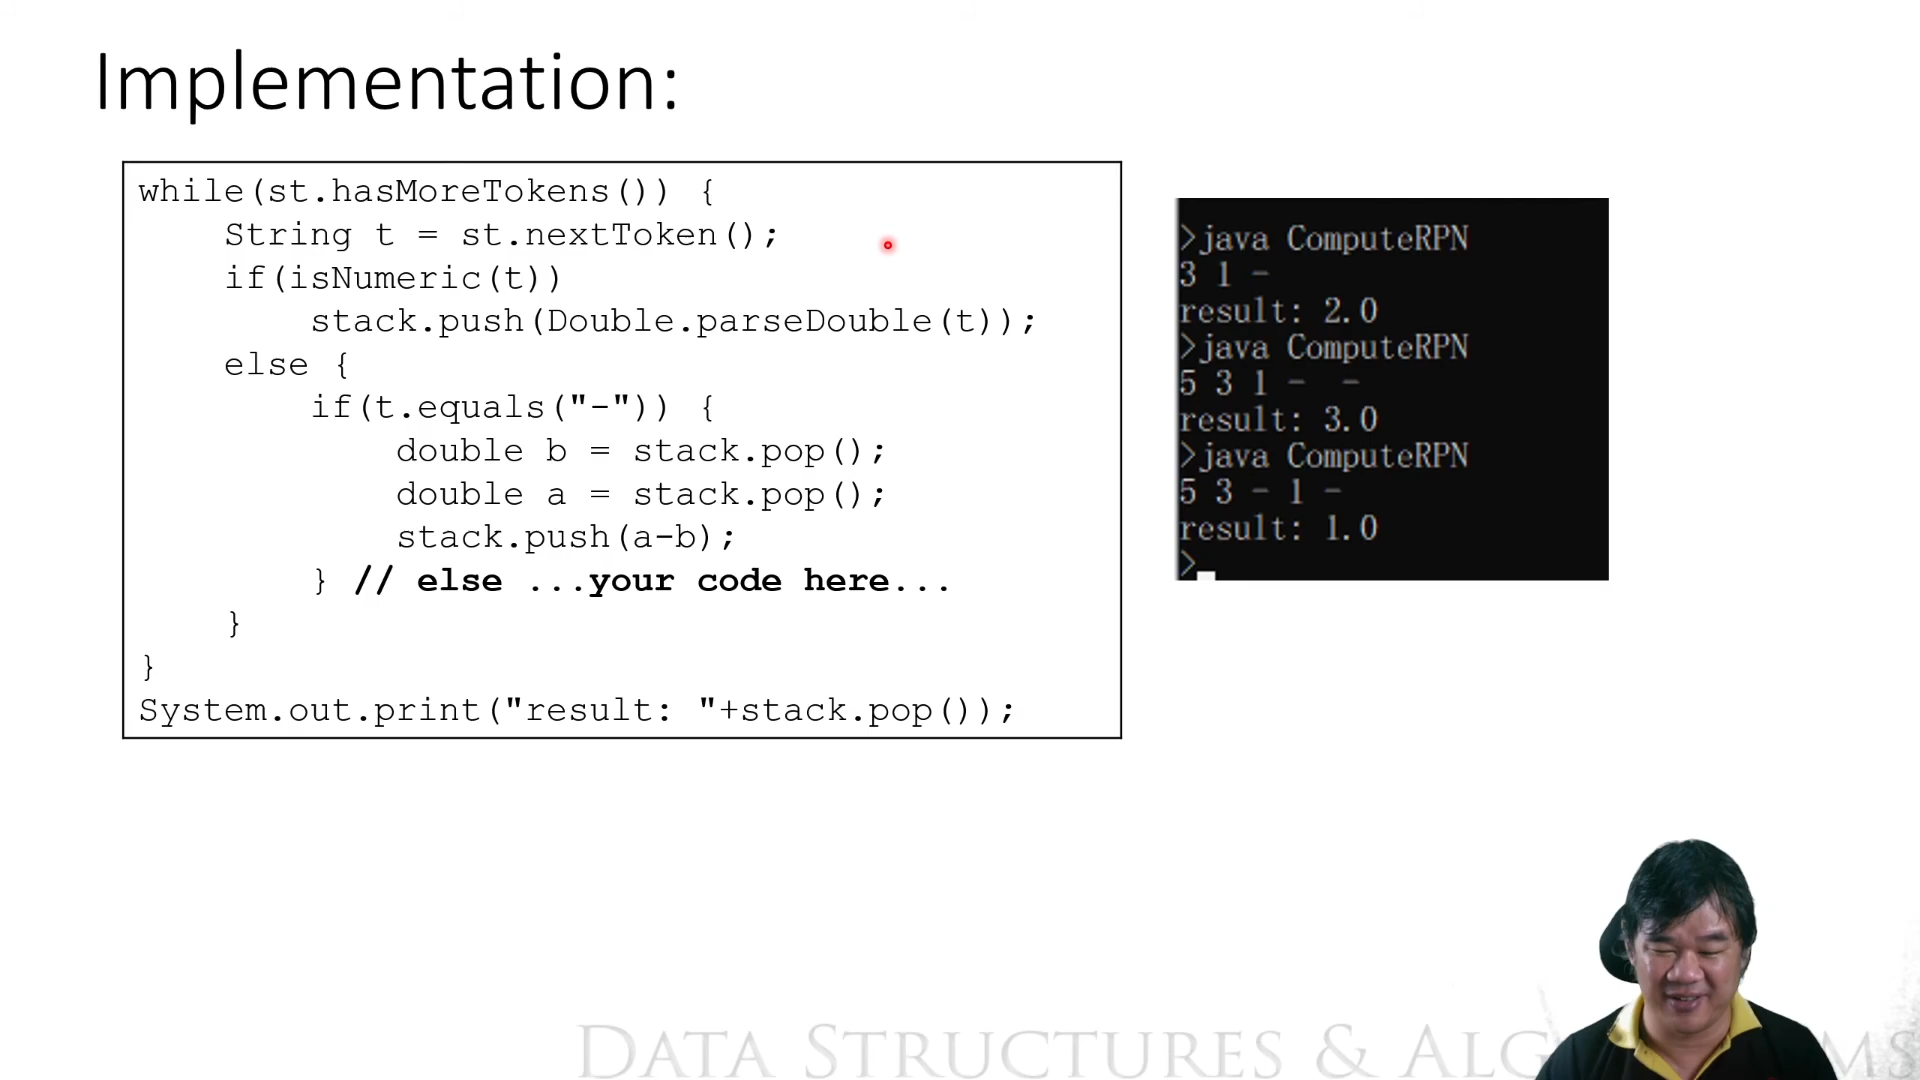 Implementation:
while(st.hasMoreTokens()) {
String t = st.nextToken();
if(isNumeric(t))
stack.push(Double.parseDouble(t));
else {
if(t.equals("-")) {
double b = stack.pop();
double a = stack.pop();
stack.push(a-b);
} // else ...your code here...
}
}
System.out.print("result: "+stack.pop());
>java ComputeRPN
3 1 -
result: 2.0
>java ComputeRPN
5 3 1 -  -
result: 3.0
>java ComputeRPN
5 3 - 1 -
result: 1.0
>
DATA STRUCTURES &